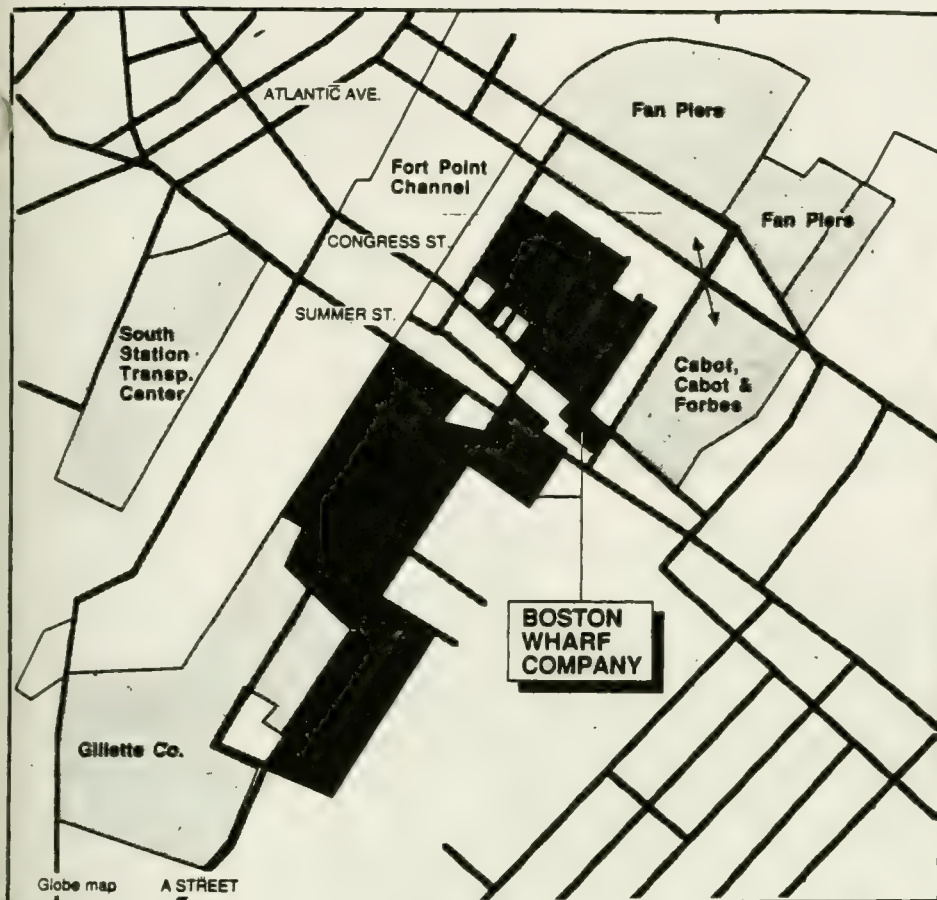 ATLANTIC AVE.
Fan Piers
Fort Point
Channel
Fan Piers
CONGRESS ST.
SUMMER ST.
South
Station
Transp.
Center
Cabot,
Cabot &
Forbes
BOSTON
WHARF
COMPANY
Gillette Co.
Globe map
A STREET